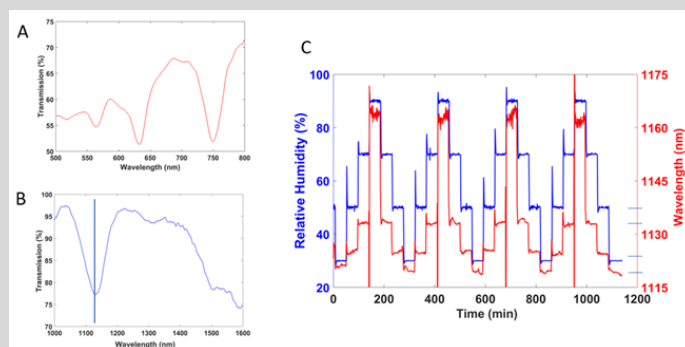 A
75
70
65
60
55
50
500 550 600 650 700 750 800
Transmission (%)
Wavelength (nm)
B
100
95
90
85
80
75
70
1000 1100 1200 1300 1400 1500 1600
Transmission (%)
Wavelength (nm)
C
100
80
60
40
20
Relative Humidity (%)
1175
1160
1145
1130
1115
Wavelength (nm)
0 200 400 600 800 1000 1200
Time (min)